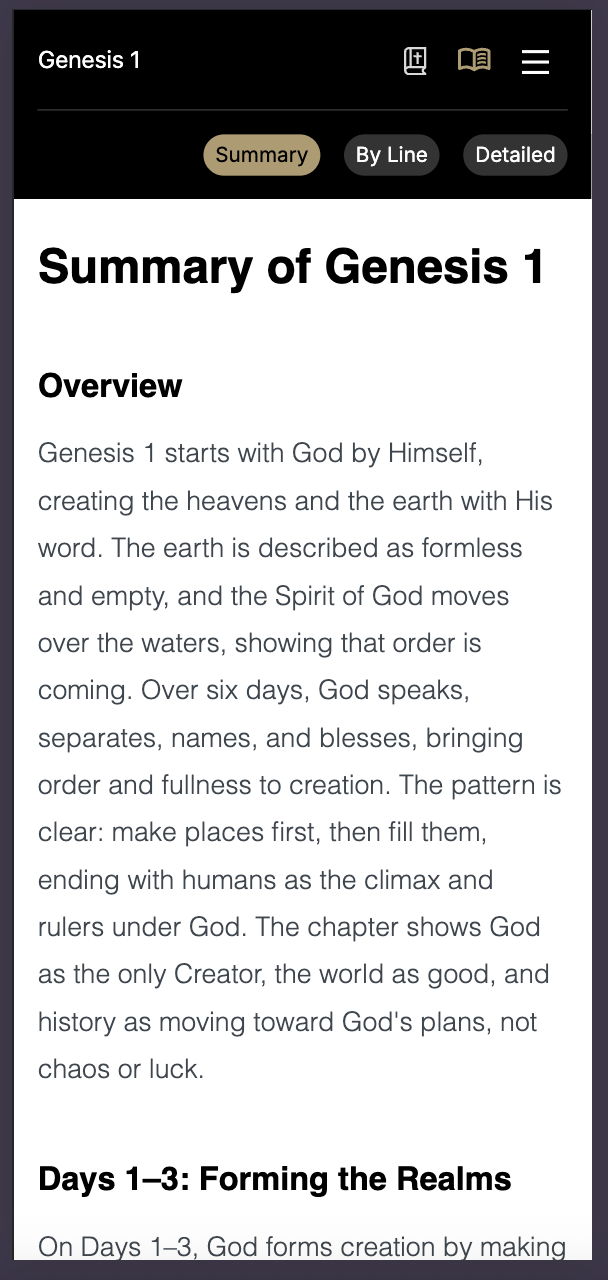 Genesis 1
Summary
By Line
Detailed
Summary of Genesis 1
Overview
Genesis 1 starts with God by Himself,
creating the heavens and the earth with His
word. The earth is described as formless
and empty, and the Spirit of God moves
over the waters, showing that order is
coming. Over six days, God speaks,
separates, names, and blesses, bringing
order and fullness to creation. The pattern is
clear: make places first, then fill them,
ending with humans as the climax and
rulers under God. The chapter shows God
as the only Creator, the world as good, and
history as moving toward God's plans, not
chaos or luck.
Days 1–3: Forming the Realms
On Days 1–3, God forms creation by making